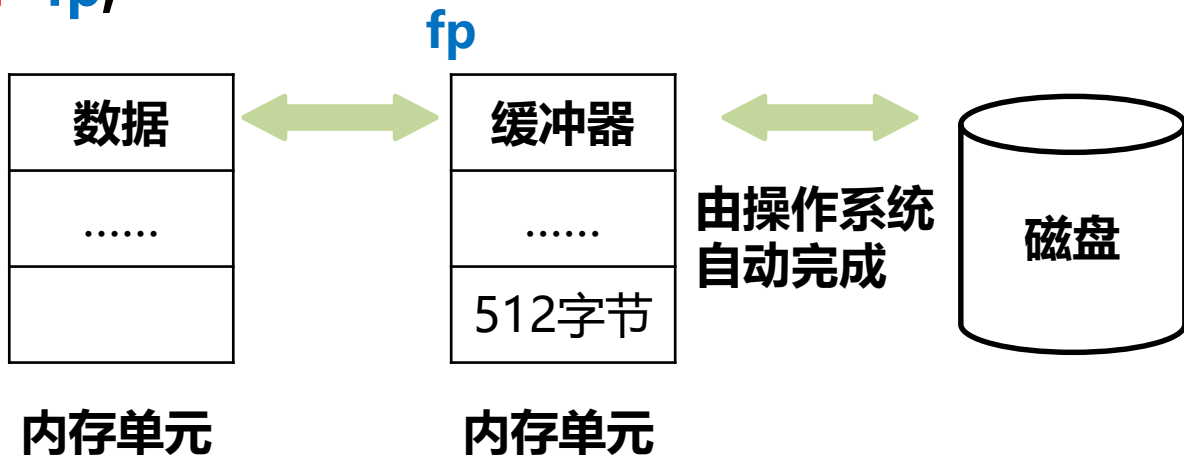 fp;
fp
数据
缓冲器
......
......
由操作系统
自动完成
磁盘
512字节
内存单元
内存单元